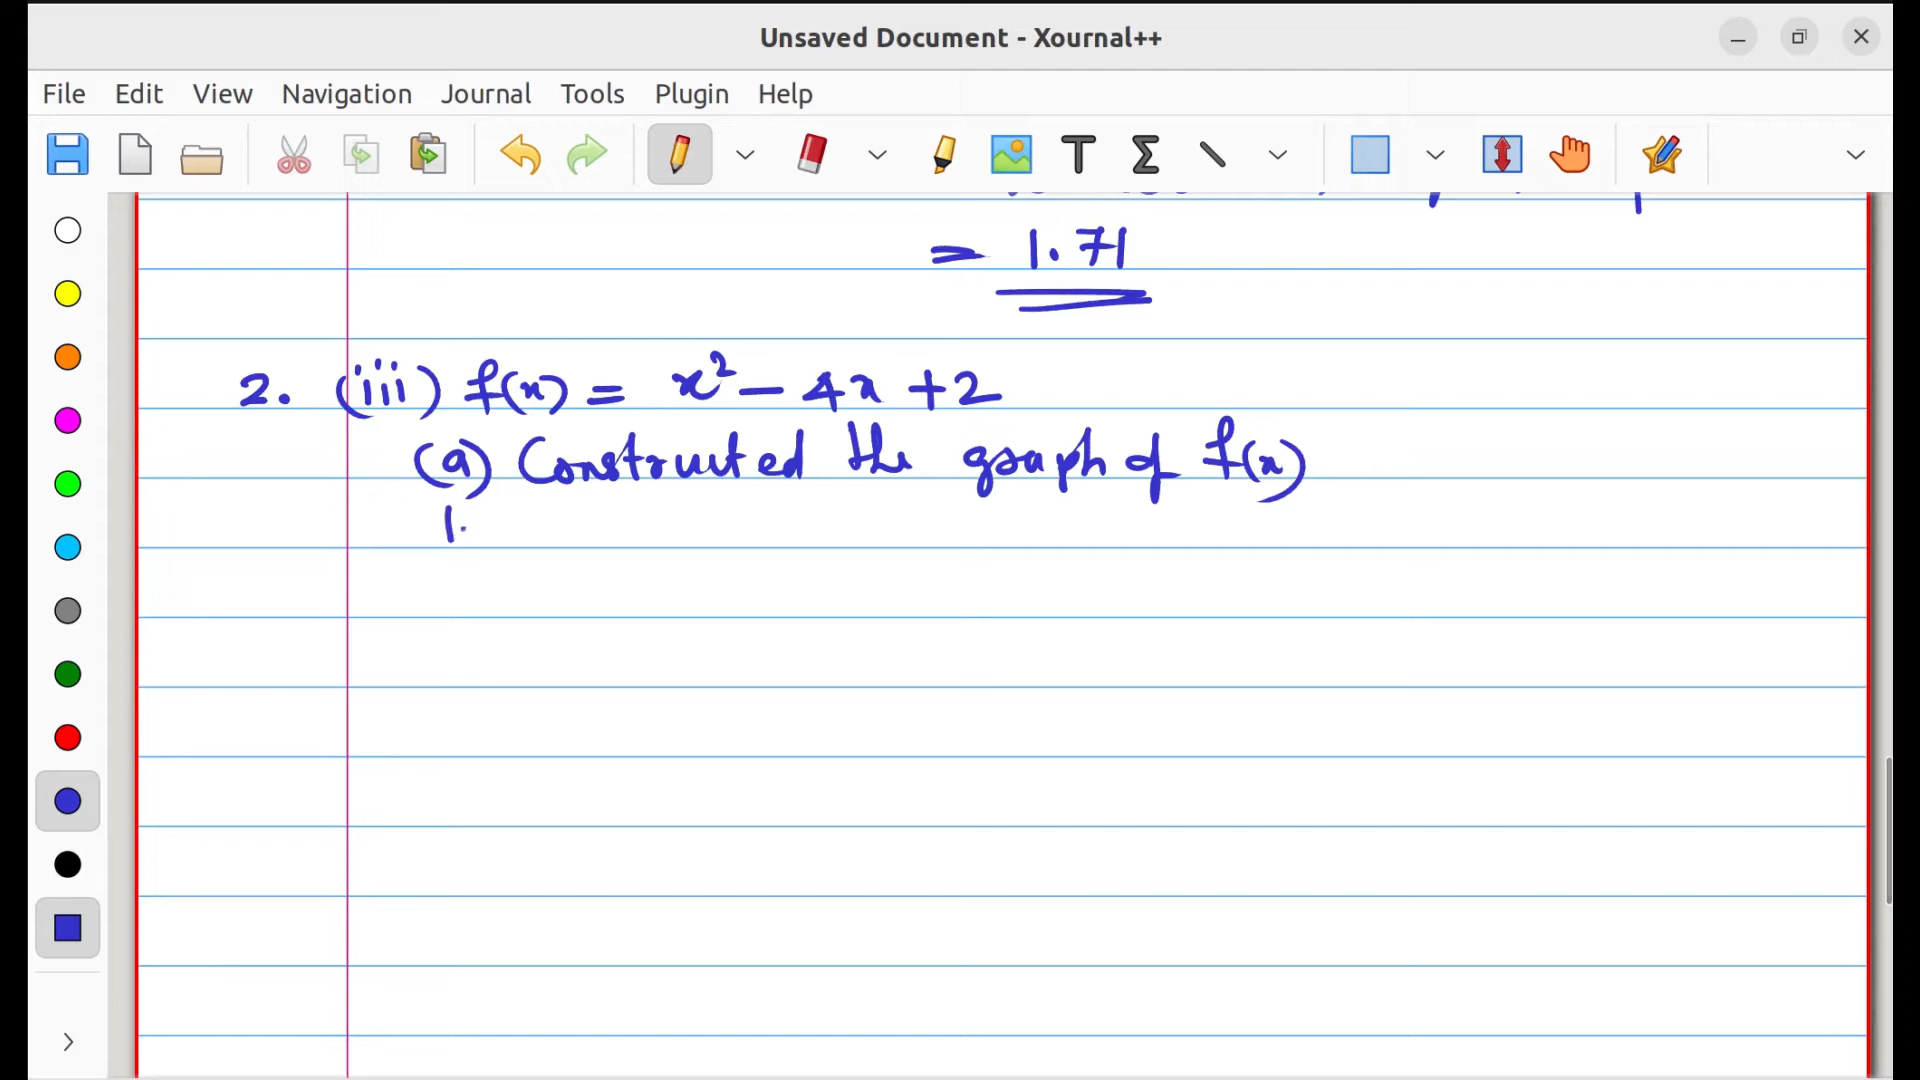 Unsaved Document - Xournal++
File Edit View Navigation Journal Tools Plugin Help
= 1.71
2. (iii) f(x) = x² - 4x + 2
(a) Constructed the graph of f(x)
1.